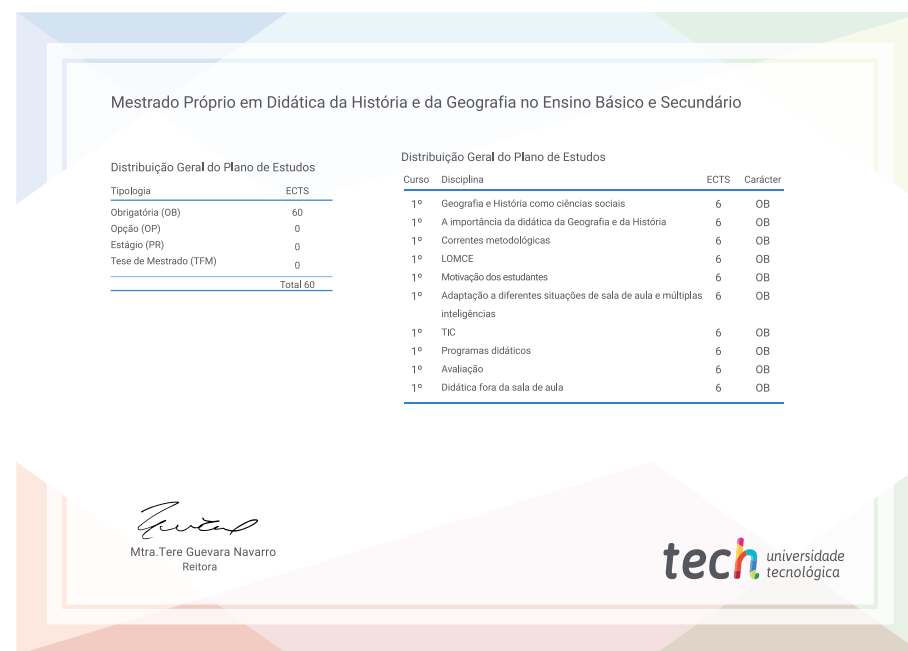 Mestrado Próprio em Didática da História e da Geografia no Ensino Básico e Secundário
Distribuição Geral do Plano de Estudos
Tipologia ECTS
Obrigatória (OB) 60
Opção (OP) 0
Estágio (PR) 0
Tese de Mestrado (TFM) 0
Total 60
Distribuição Geral do Plano de Estudos
Curso Disciplina ECTS Carácter
1º Geografia e História como ciências sociais 6 OB
1º A importância da didática da Geografia e da História 6 OB
1º Correntes metodológicas 6 OB
1º LOMCE 6 OB
1º Motivação dos estudantes 6 OB
1º Adaptação a diferentes situações de sala de aula e múltiplas 6 OB
inteligências
1º TIC 6 OB
1º Programas didáticos 6 OB
1º Avaliação 6 OB
1º Didática fora da sala de aula 6 OB
Mtra.Tere Guevara Navarro
Reitora
tech universidade
tecnológica